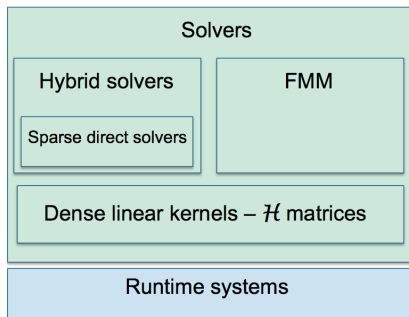 Solvers
Hybrid solvers
FMM
Sparse direct solvers
Dense linear kernels – ℋ matrices
Runtime systems